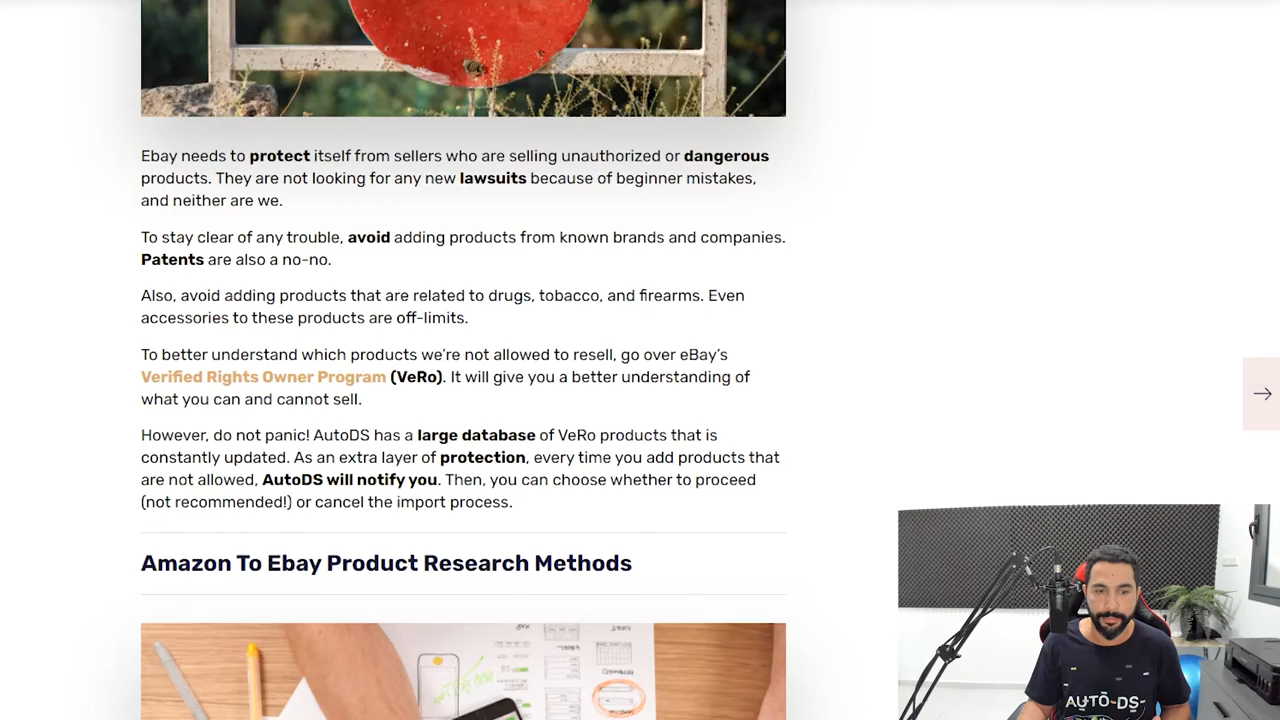 Ebay needs to protect itself from sellers who are selling unauthorized or dangerous
products. They are not looking for any new lawsuits because of beginner mistakes,
and neither are we.
To stay clear of any trouble, avoid adding products from known brands and companies.
Patents are also a no-no.
Also, avoid adding products that are related to drugs, tobacco, and firearms. Even
accessories to these products are off-limits.
To better understand which products we're not allowed to resell, go over eBay's
Verified Rights Owner Program (VeRo). It will give you a better understanding of
what you can and cannot sell.
However, do not panic! AutoDS has a large database of VeRo products that is
constantly updated. As an extra layer of protection, every time you add products that
are not allowed, AutoDS will notify you. Then, you can choose whether to proceed
(not recommended!) or cancel the import process.
Amazon To Ebay Product Research Methods
AUTO-DS-